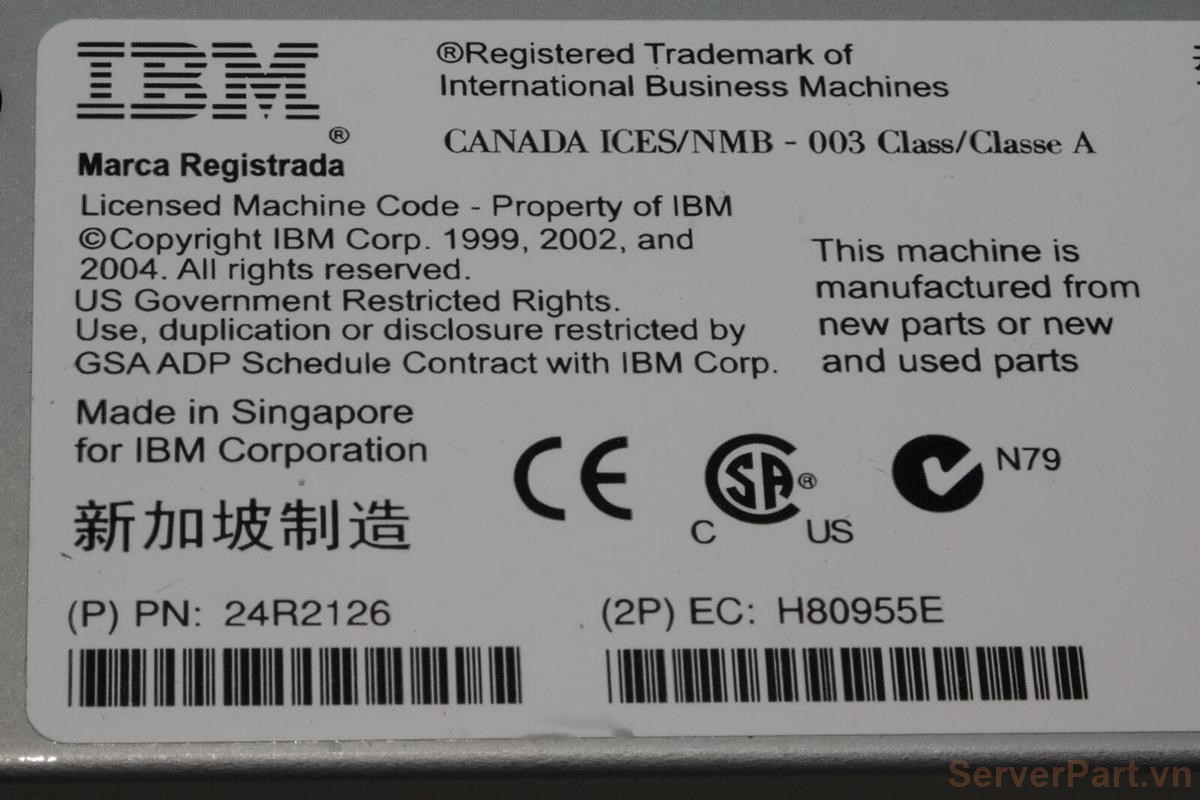 IBM®
Marca Registrada
®Registered Trademark of
International Business Machines
CANADA ICES/NMB - 003 Class/Classe A
Licensed Machine Code - Property of IBM
©Copyright IBM Corp. 1999, 2002, and
2004. All rights reserved.
US Government Restricted Rights.
Use, duplication or disclosure restricted by
GSA ADP Schedule Contract with IBM Corp.
This machine is
manufactured from
new parts or new
and used parts
Made in Singapore
for IBM Corporation
新加坡制造
CE
C SA® US
N79
(P) PN: 24R2126
(2P) EC: H80955E
ServerPart.vn